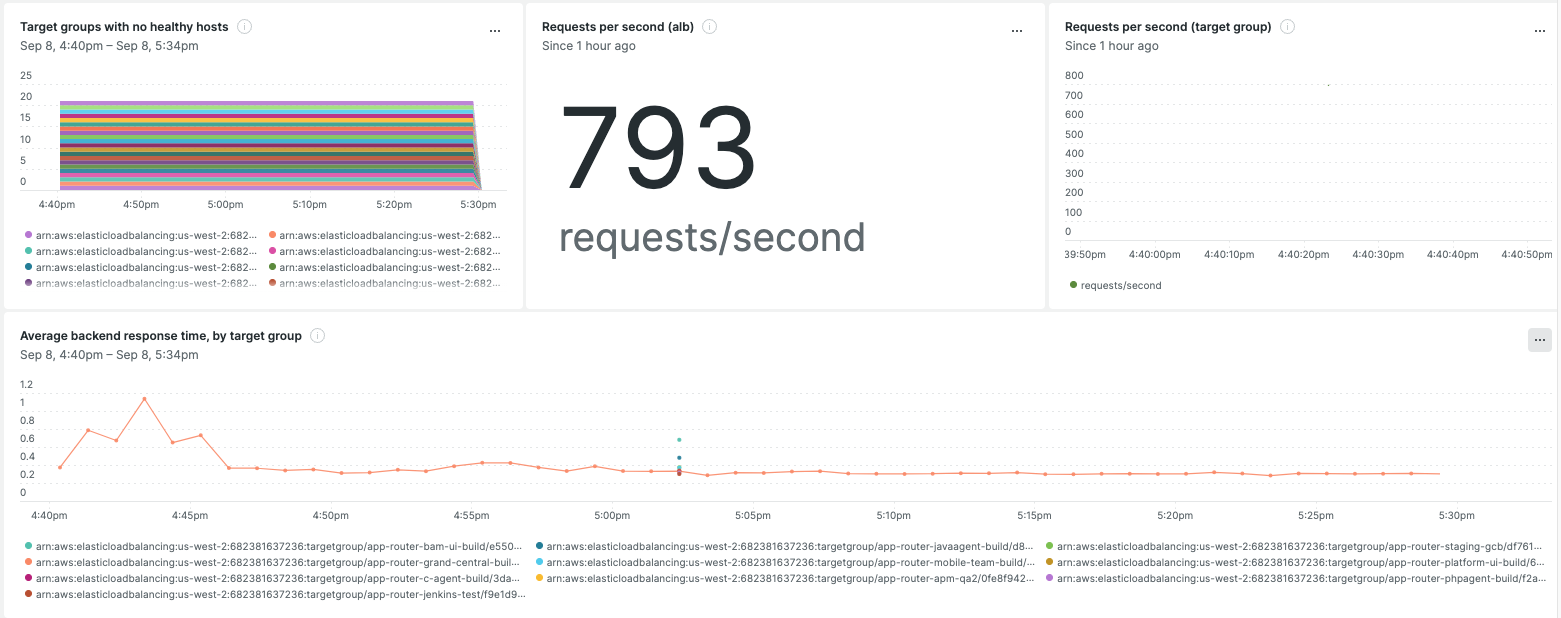 Target groups with no healthy hosts
Sep 8, 4:40pm – Sep 8, 5:34pm
25
20
15
10
5
0
4:40pm 4:50pm 5:00pm 5:10pm 5:20pm 5:30pm
arn:aws:elasticloadbalancing:us-west-2:682... arn:aws:elasticloadbalancing:us-west-2:682...
arn:aws:elasticloadbalancing:us-west-2:682... arn:aws:elasticloadbalancing:us-west-2:682...
arn:aws:elasticloadbalancing:us-west-2:682... arn:aws:elasticloadbalancing:us-west-2:682...
arn:aws:elasticloadbalancing:us-west-2:682... arn:aws:elasticloadbalancing:us-west-2:682...
Requests per second (alb)
Since 1 hour ago
793
requests/second
Requests per second (target group)
Since 1 hour ago
800
700
600
500
400
300
200
100
0
39:50pm 4:40:00pm 4:40:10pm 4:40:20pm 4:40:30pm 4:40:40pm 4:40:50pm
requests/second
Average backend response time, by target group
Sep 8, 4:40pm – Sep 8, 5:34pm
1.2
1
0.8
0.6
0.4
0.2
0
4:40pm 4:45pm 4:50pm 4:55pm 5:00pm 5:05pm 5:10pm 5:15pm 5:20pm 5:25pm 5:30pm
arn:aws:elasticloadbalancing:us-west-2:682381637236:targetgroup/app-router-bam-ui-build/e550... arn:aws:elasticloadbalancing:us-west-2:682381637236:targetgroup/app-router-javaagent-build/d8... arn:aws:elasticloadbalancing:us-west-2:682381637236:targetgroup/app-router-staging-gcb/df761...
arn:aws:elasticloadbalancing:us-west-2:682381637236:targetgroup/app-router-grand-central-buil... arn:aws:elasticloadbalancing:us-west-2:682381637236:targetgroup/app-router-mobile-team-build/... arn:aws:elasticloadbalancing:us-west-2:682381637236:targetgroup/app-router-platform-ui-build/6...
arn:aws:elasticloadbalancing:us-west-2:682381637236:targetgroup/app-router-c-agent-build/3da... arn:aws:elasticloadbalancing:us-west-2:682381637236:targetgroup/app-router-apm-qa2/0fe8f942... arn:aws:elasticloadbalancing:us-west-2:682381637236:targetgroup/app-router-phpagent-build/f2a...
arn:aws:elasticloadbalancing:us-west-2:682381637236:targetgroup/app-router-jenkins-test/f9e1d9...